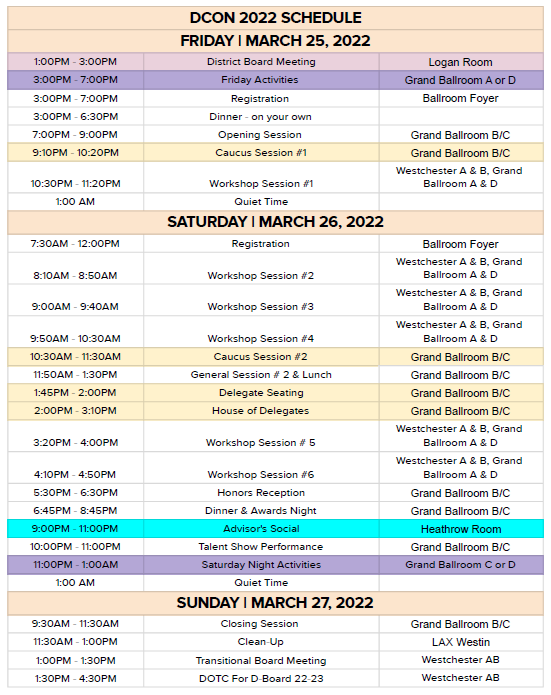 DCON 2022 SCHEDULE
FRIDAY | MARCH 25, 2022
1:00PM - 3:00PM District Board Meeting Logan Room
3:00PM - 7:00PM Friday Activities Grand Ballroom A or D
3:00PM - 7:00PM Registration Ballroom Foyer
3:00PM - 6:30PM Dinner - on your own
7:00PM - 9:00PM Opening Session Grand Ballroom B/C
9:10PM - 10:20PM Caucus Session #1 Grand Ballroom B/C
Westchester A & B, Grand
10:30PM - 11:20PM Workshop Session #1 Ballroom A & D
1:00 AM Quiet Time
SATURDAY | MARCH 26, 2022
7:30AM - 12:00PM Registration Ballroom Foyer
Westchester A & B, Grand
8:10AM - 8:50AM Workshop Session #2 Ballroom A & D
Westchester A & B, Grand
9:00AM - 9:40AM Workshop Session #3 Ballroom A & D
Westchester A & B, Grand
9:50AM - 10:30AM Workshop Session #4 Ballroom A & D
10:30AM - 11:30AM Caucus Session #2 Grand Ballroom B/C
11:50AM - 1:30PM General Session # 2 & Lunch Grand Ballroom B/C
1:45PM - 2:00PM Delegate Seating Grand Ballroom B/C
2:00PM - 3:10PM House of Delegates Grand Ballroom B/C
Westchester A & B, Grand
3:20PM - 4:00PM Workshop Session # 5 Ballroom A & D
Westchester A & B, Grand
4:10PM - 4:50PM Workshop Session #6 Ballroom A & D
5:30PM - 6:30PM Honors Reception Grand Ballroom B/C
6:45PM - 8:45PM Dinner & Awards Night Grand Ballroom B/C
9:00PM - 11:00PM Advisor's Social Heathrow Room
10:00PM - 11:00PM Talent Show Performance Grand Ballroom B/C
11:00PM - 1:00AM Saturday Night Activities Grand Ballroom C or D
1:00 AM Quiet Time
SUNDAY | MARCH 27, 2022
9:30AM - 11:30AM Closing Session Grand Ballroom B/C
11:30AM - 1:00PM Clean-Up LAX Westin
1:00PM - 1:30PM Transitional Board Meeting Westchester AB
1:30PM - 4:30PM DOTC For D-Board 22-23 Westchester AB